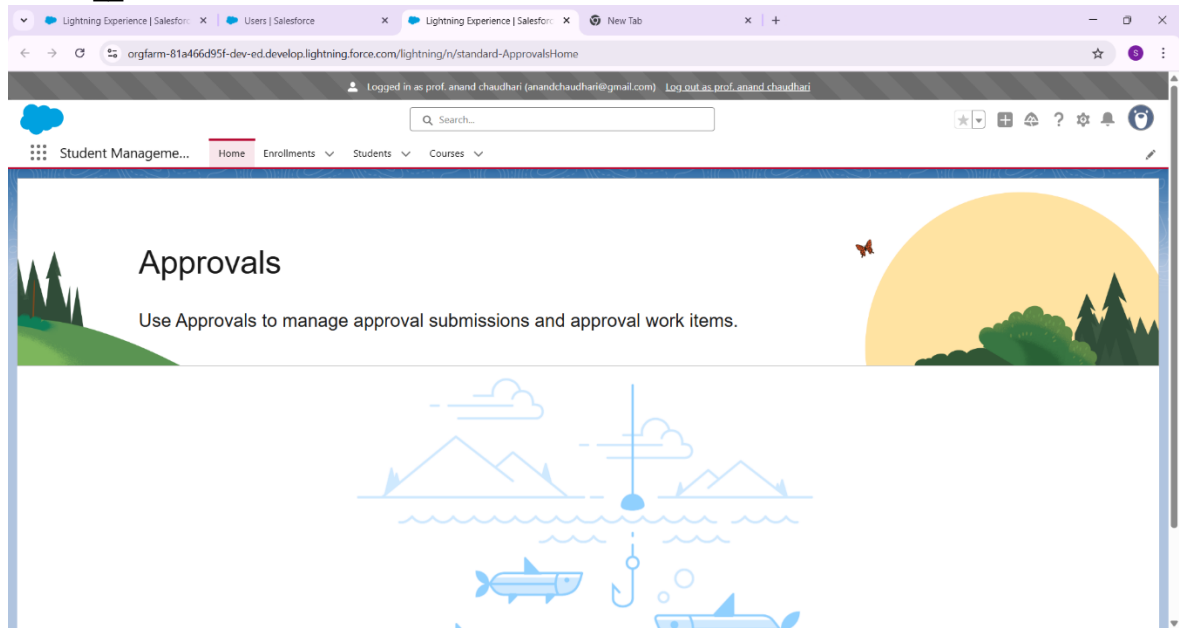 Lightning Experience | Salesforc
Users | Salesforce
Lightning Experience | Salesforc
New Tab
orgfarm-81a466d95f-dev-ed.develop.lightning.force.com/lightning/n/standard-ApprovalsHome
S
Logged in as prof. anand chaudhari (anandchaudhari@gmail.com) Log out as prof. anand chaudhari
Search...
Student Manageme...
Home
Enrollments
Students
Courses
Approvals
Use Approvals to manage approval submissions and approval work items.